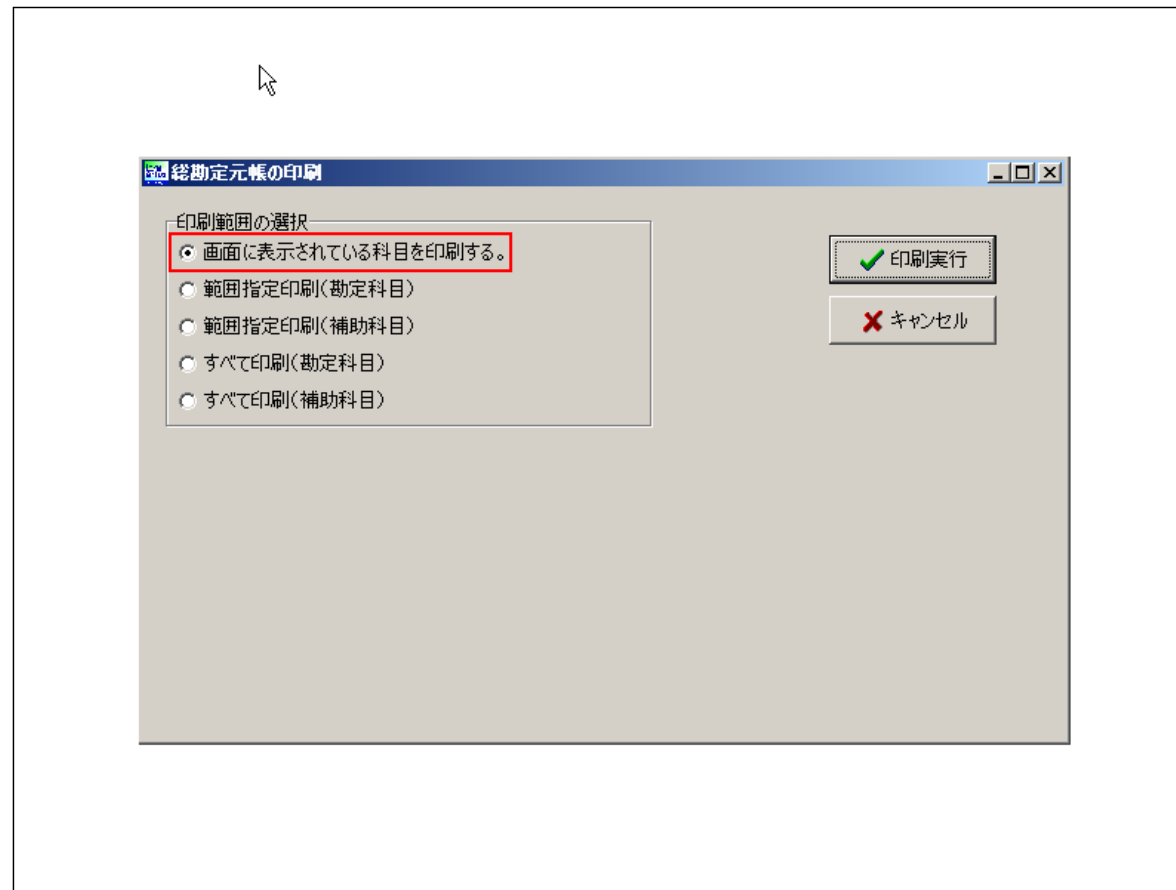 総勘定元帳の印刷
印刷範囲の選択
画面に表示されている科目を印刷する。
範囲指定印刷(勘定科目)
範囲指定印刷(補助科目)
すべて印刷(勘定科目)
すべて印刷(補助科目)
印刷実行
キャンセル